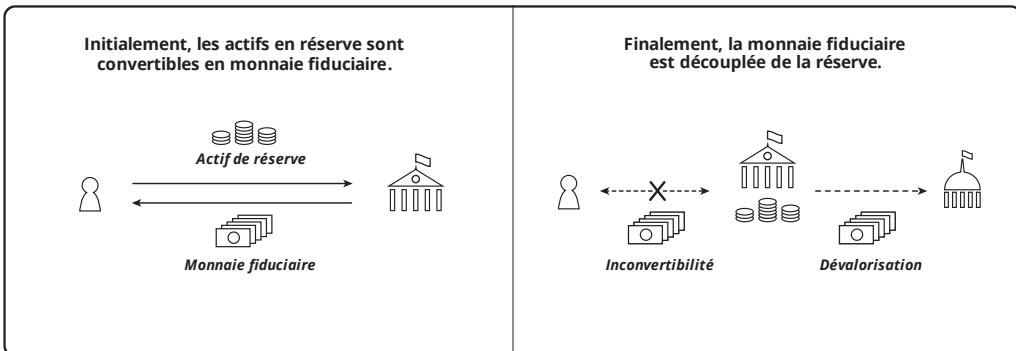 Initialement, les actifs en réserve sont
convertibles en monnaie fiduciaire.
Actif de réserve
Monnaie fiduciaire
Finalement, la monnaie fiduciaire
est découplée de la réserve.
Inconvertibilité
Dévalorisation